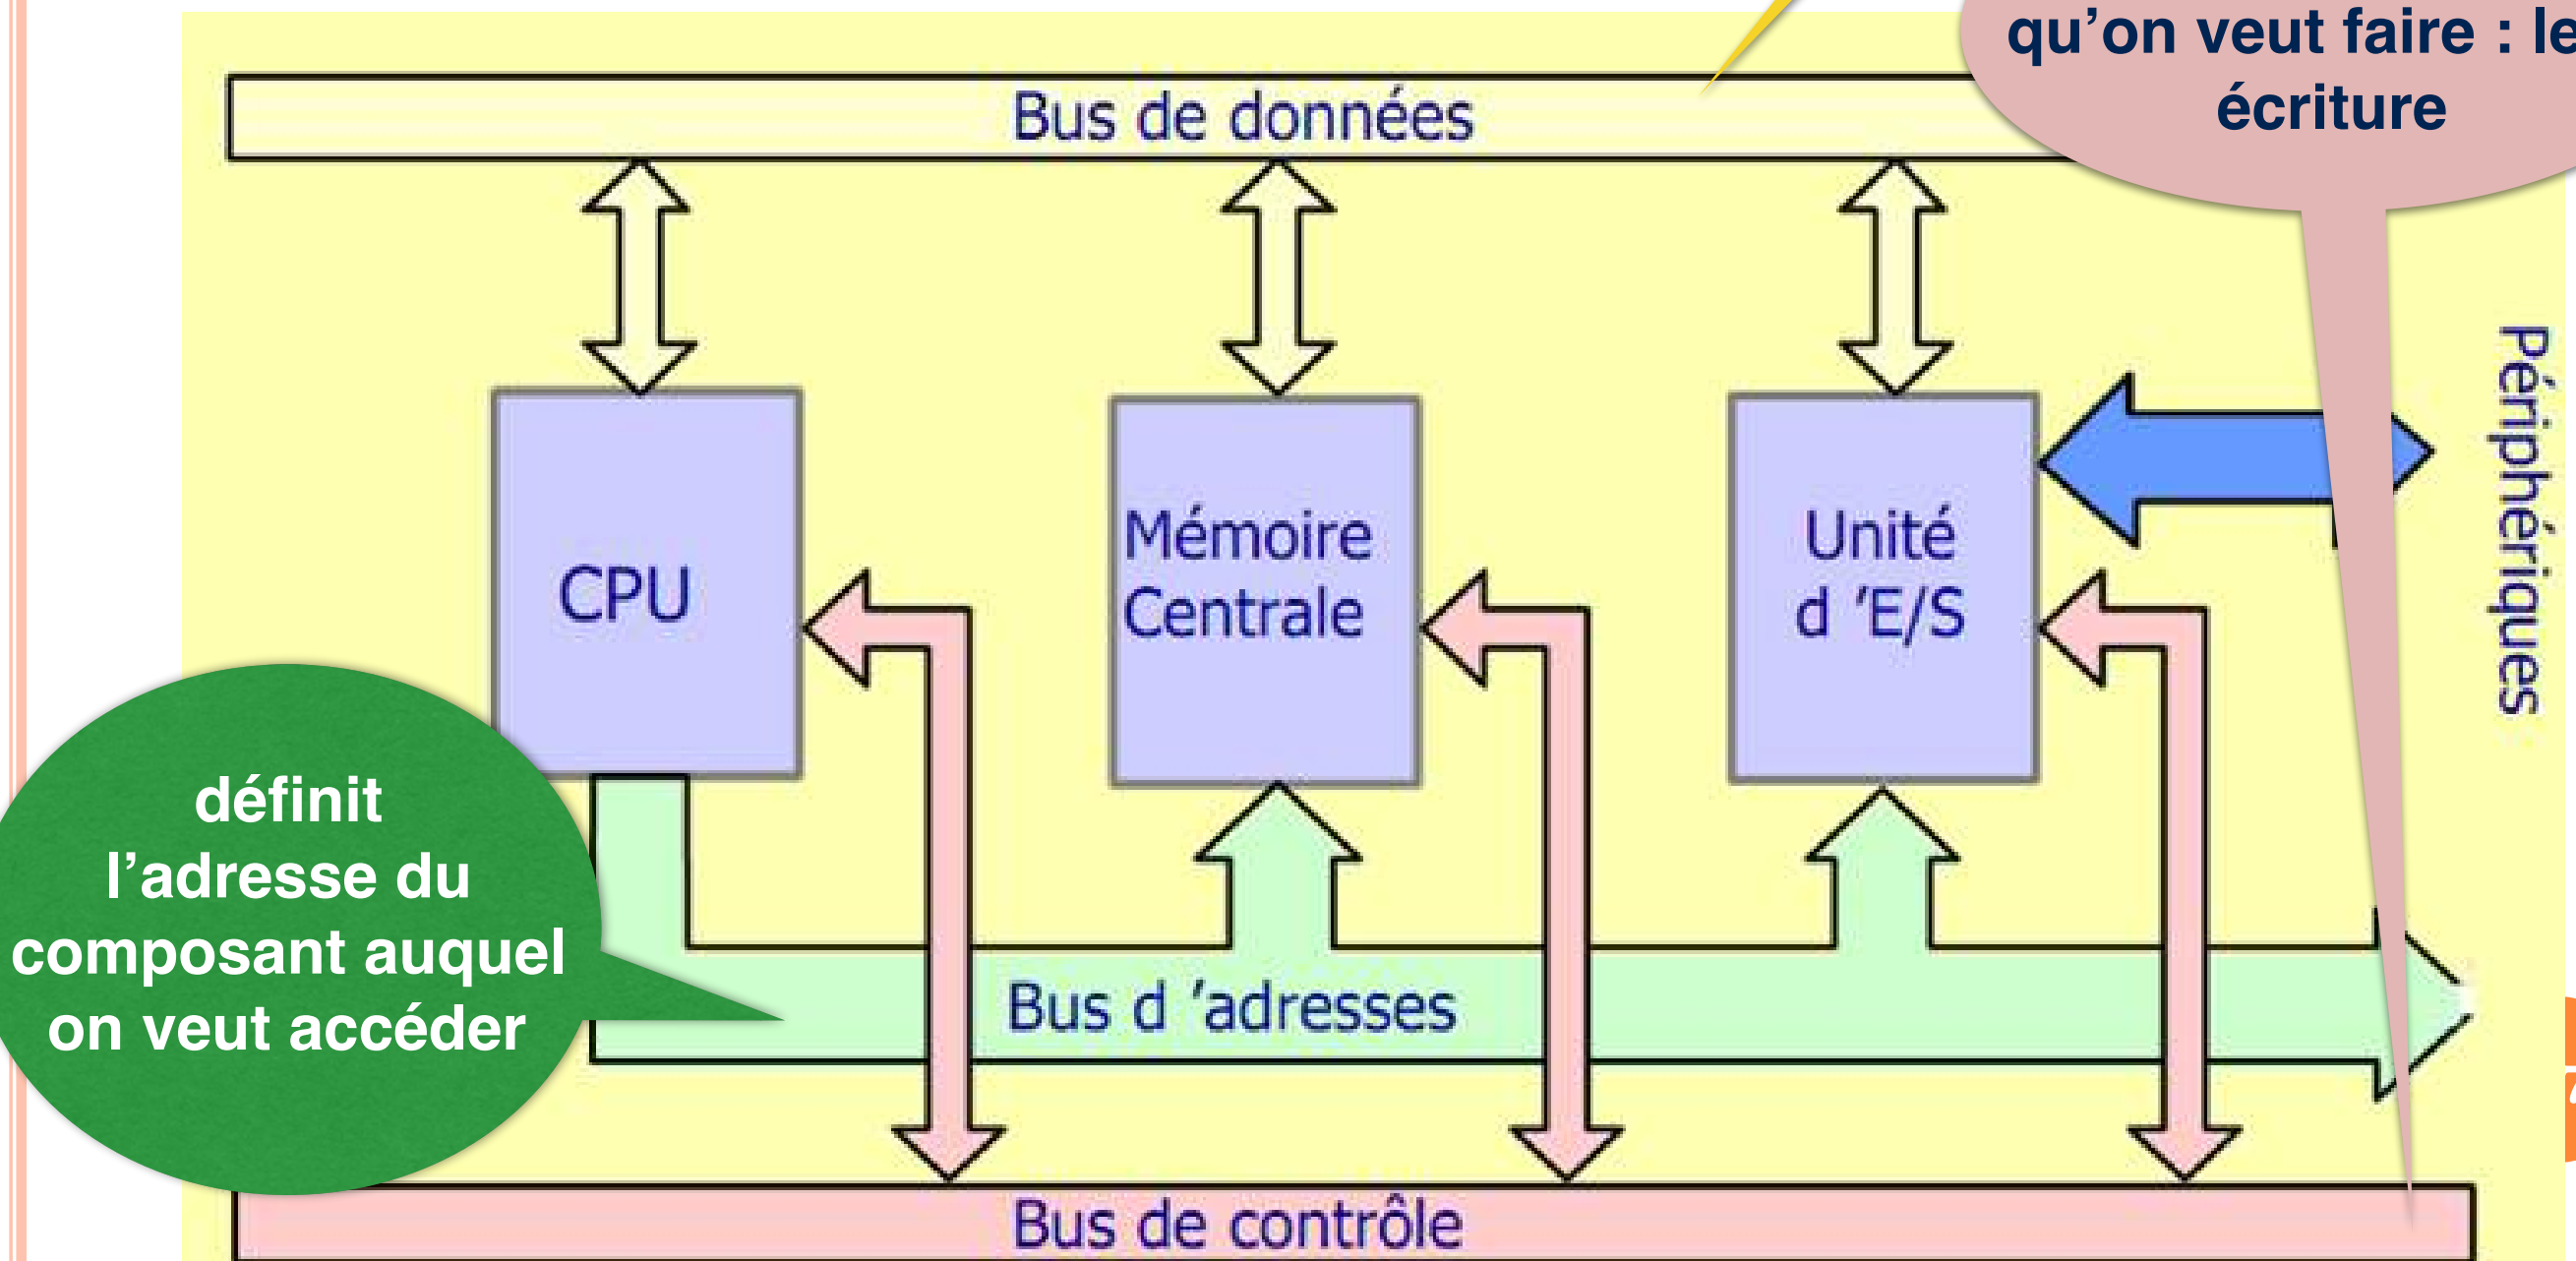 qu’on veut faire : le
écriture
Bus de données
Périphériques
CPU
Mémoire
Centrale
Unité
d ’E/S
définit
l’adresse du
composant auquel
on veut accéder
Bus d ’adresses
Bus de contrôle